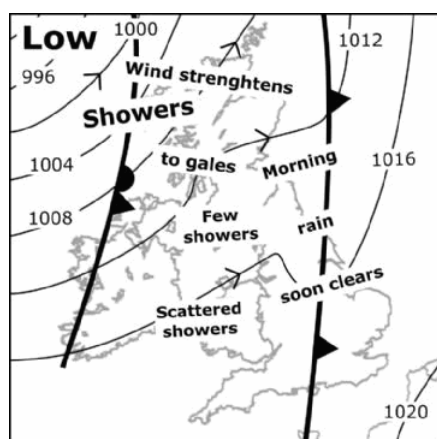 Low
1000
1012
996
Wind strenghtens
Showers
1004
to gales
Morning
1016
1008
Few
showers
rain
soon clears
Scattered
showers
1020